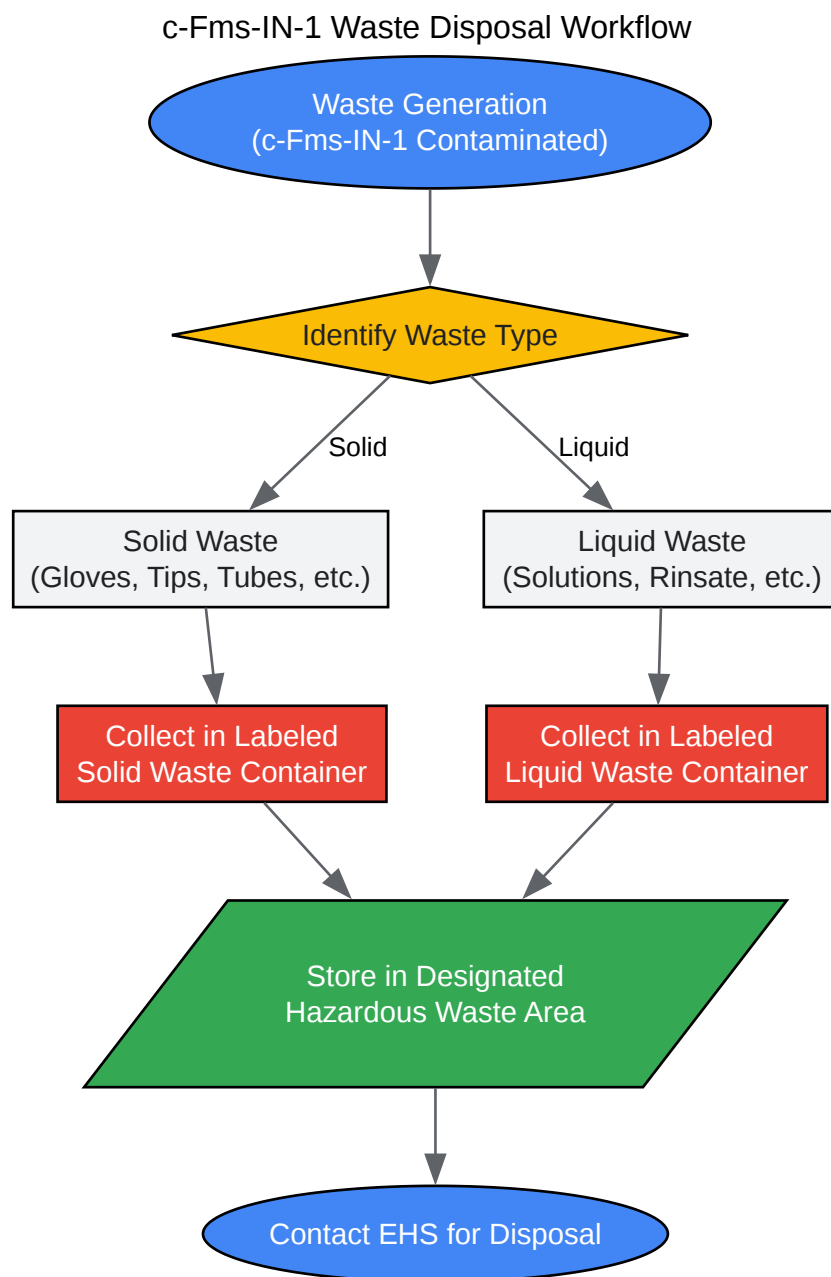 c-Fms-IN-1 Waste Disposal Workflow
Waste Generation
(c-Fms-IN-1 Contaminated)
Identify Waste Type
Solid
Liquid
Solid Waste
(Gloves, Tips, Tubes, etc.)
Liquid Waste
(Solutions, Rinsate, etc.)
Collect in Labeled
Solid Waste Container
Collect in Labeled
Liquid Waste Container
Store in Designated
Hazardous Waste Area
Contact EHS for Disposal